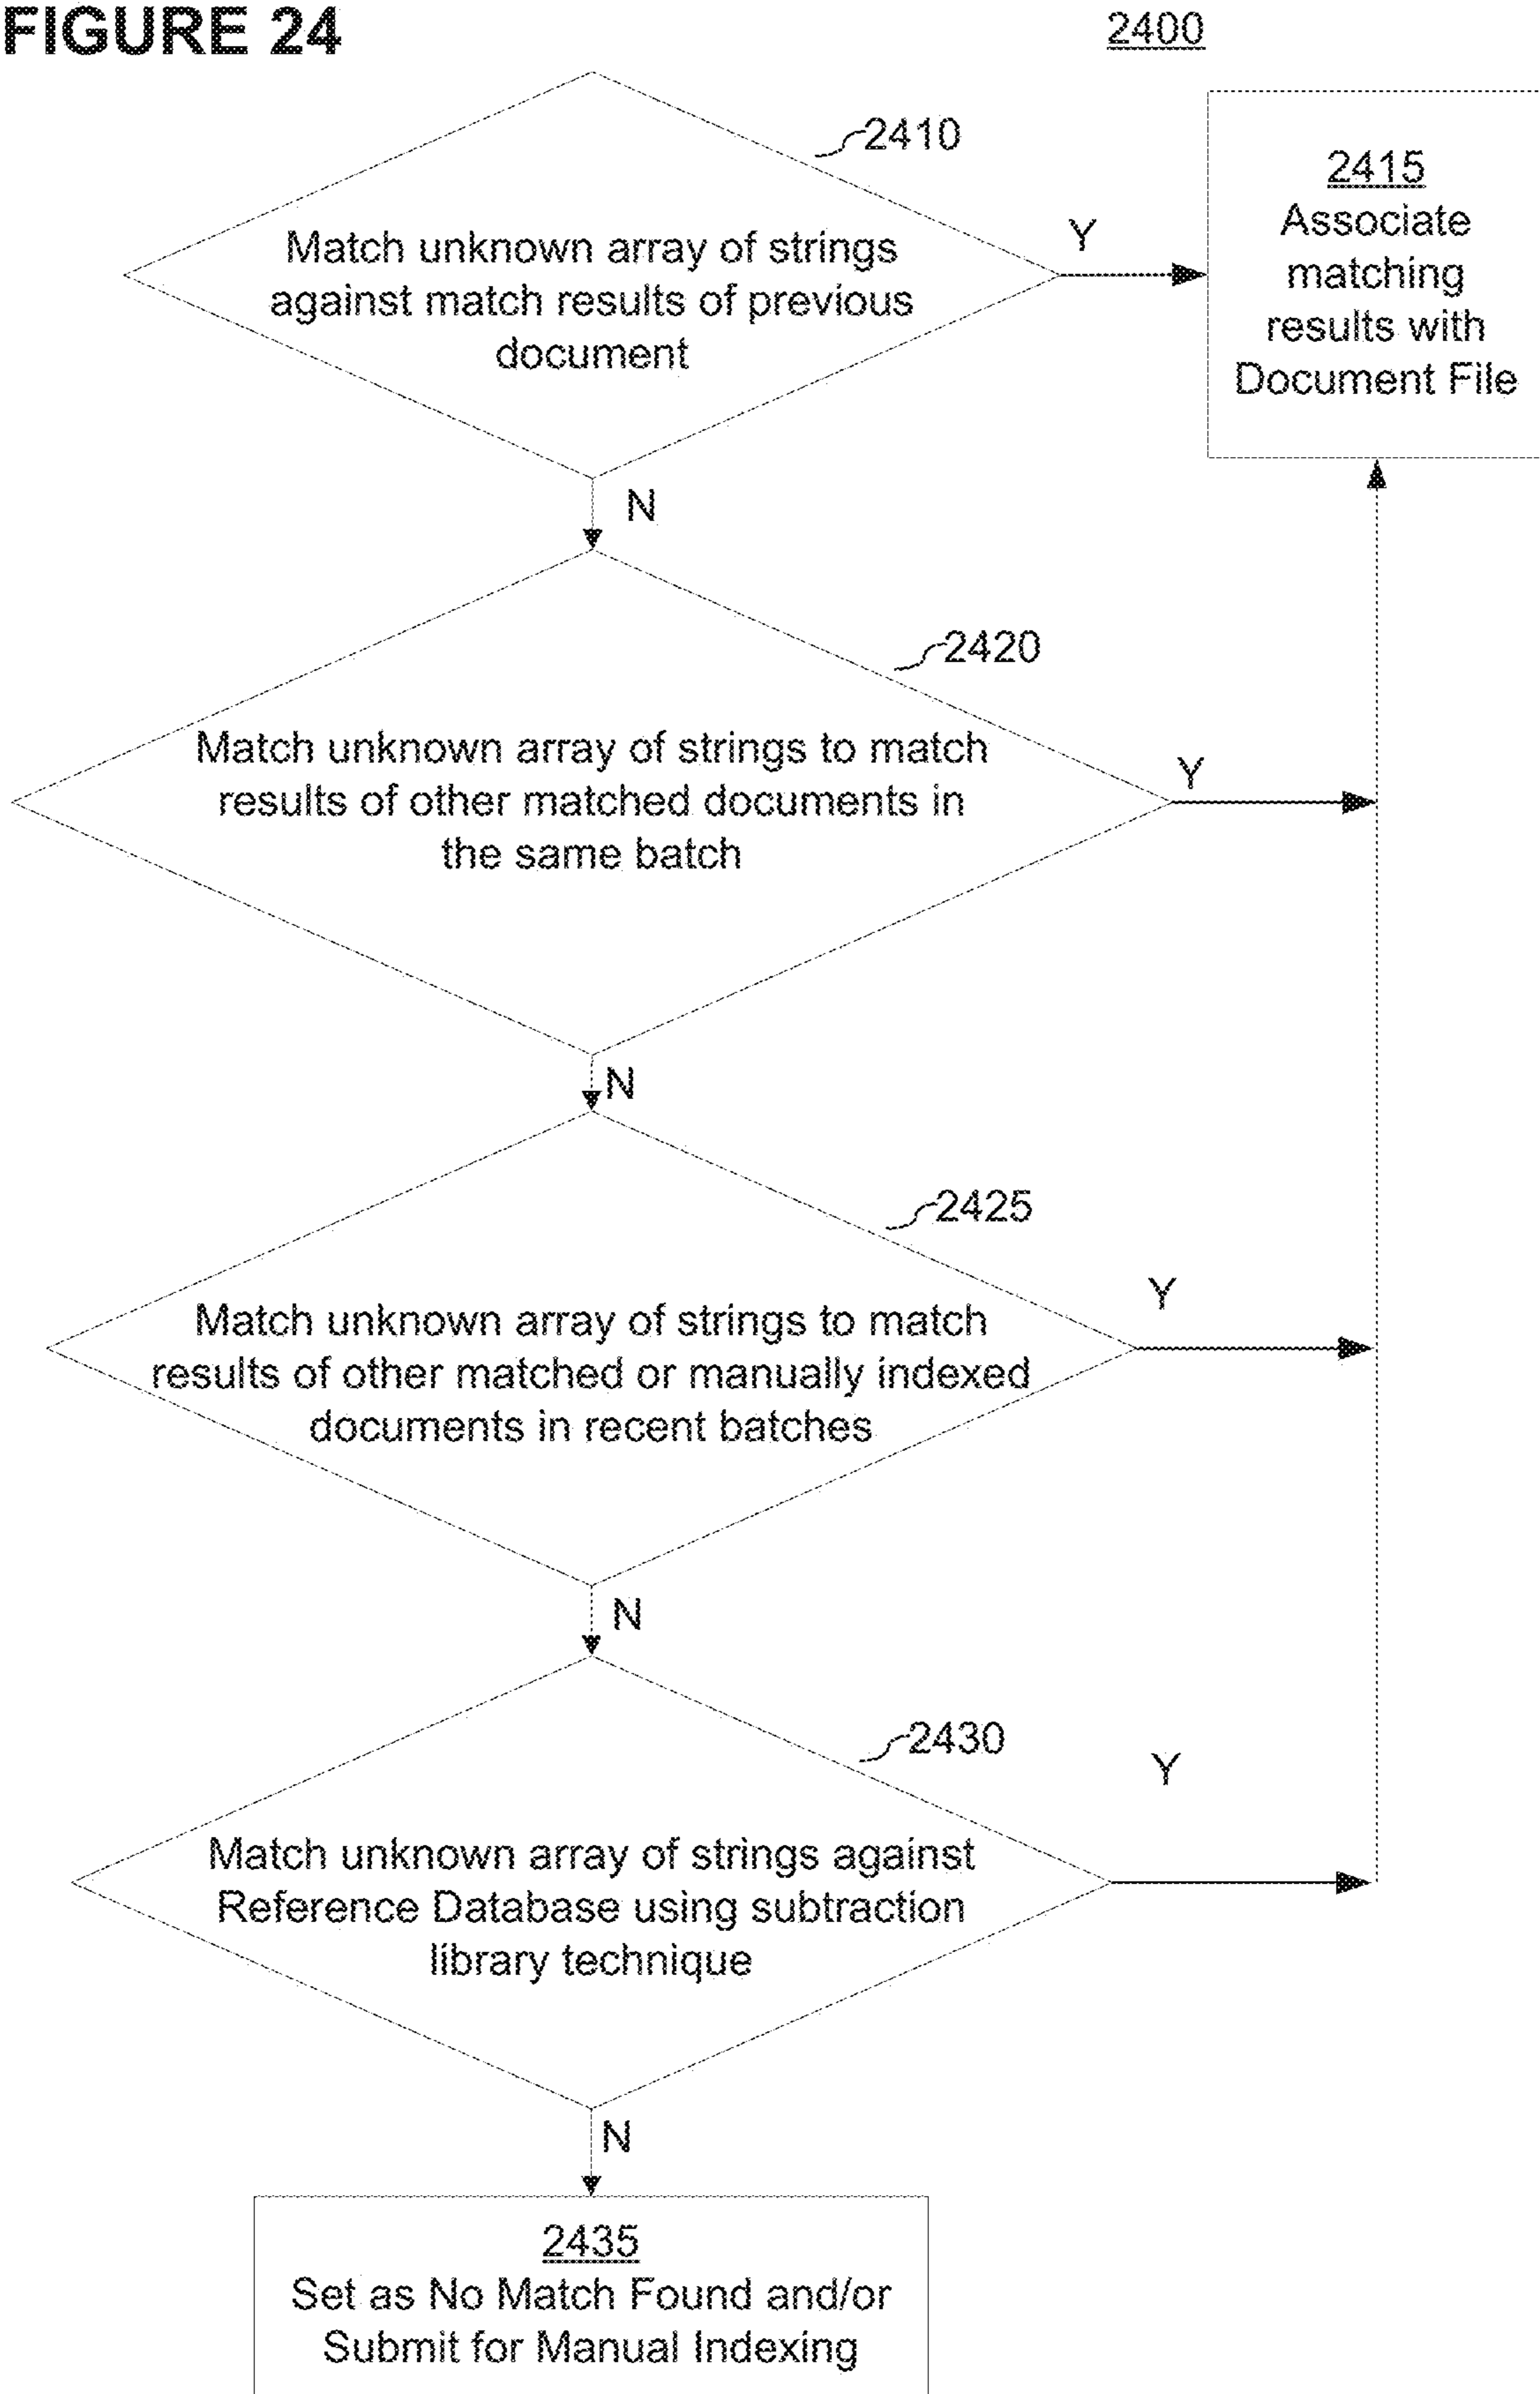 FIGURE 24
2400
2410
Match unknown array of strings
against match results of previous
document
Y
2415
Associate
matching
results with
Document File
N
2420
Match unknown array of strings to match
results of other matched documents in
the same batch
Y
N
2425
Match unknown array of strings to match
results of other matched or manually indexed
documents in recent batches
Y
N
2430
Match unknown array of strings against
Reference Database using subtraction
library technique
Y
N
2435
Set as No Match Found and/or
Submit for Manual Indexing